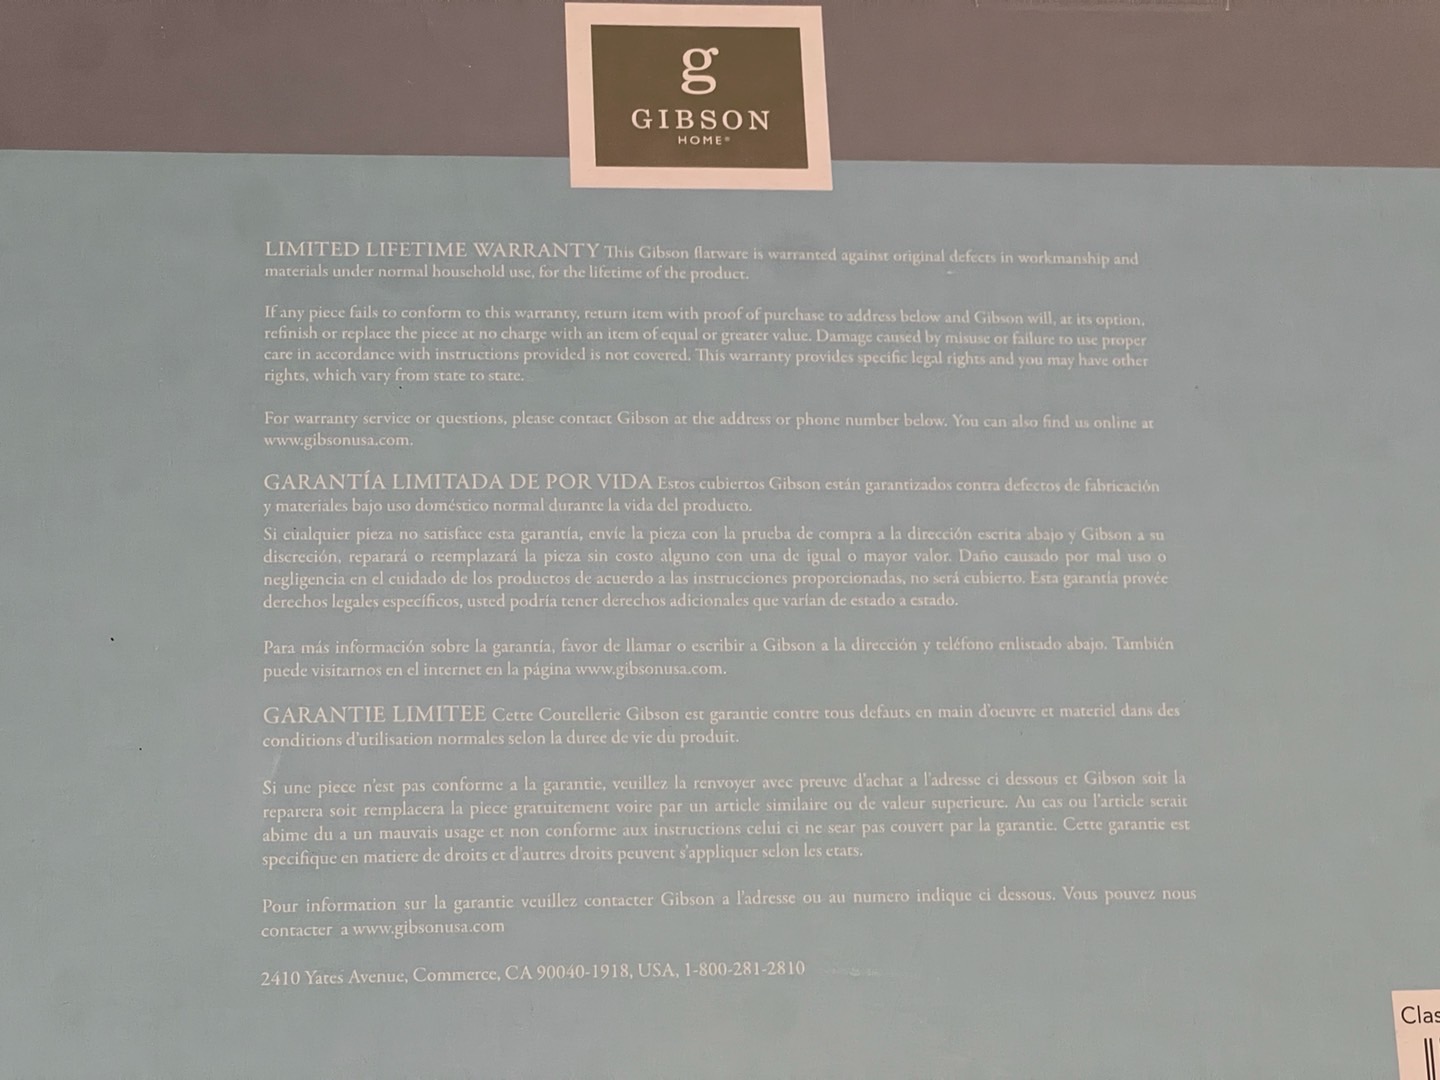 g
GIBSON
HOME®
LIMITED LIFETIME WARRANTY This Gibson flatware is warranted against original defects in workmanship and
materials under normal household use, for the lifetime of the product.
If any piece fails to conform to this warranty, return item with proof of purchase to address below and Gibson will, at its option,
refinish or replace the piece at no charge with an item of equal or greater value. Damage caused by misuse or failure to use proper
care in accordance with instructions provided is not covered. This warranty provides specific legal rights and you may have other
rights, which vary from state to state.
For warranty service or questions, please contact Gibson at the address or phone number below. You can also find us online at
www.gibsonusa.com.
GARANTÍA LIMITADA DE POR VIDA Estos cubiertos Gibson están garantizados contra defectos de fabricación
y materiales bajo uso doméstico normal durante la vida del producto.
Si cualquier pieza no satisface esta garantía, envíe la pieza con la prueba de compra a la dirección escrita abajo y Gibson a su
discreción, reparará o reemplazará la pieza sin costo alguno con una de igual o mayor valor. Daño causado por mal uso o
negligencia en el cuidado de los productos de acuerdo a las instrucciones proporcionadas, no será cubierto. Esta garantía provée
derechos legales específicos, usted podría tener derechos adicionales que varían de estado a estado.
Para más información sobre la garantía, favor de llamar o escribir a Gibson a la dirección y teléfono enlistado abajo. También
puede visitarnos en el internet en la página www.gibsonusa.com.
GARANTIE LIMITEE Cette Coutellerie Gibson est garantie contre tous defauts en main d'oeuvre et materiel dans des
conditions d'utilisation normales selon la duree de vie du produit.
Si une piece n'est pas conforme a la garantie, veuillez la renvoyer avec preuve d'achat a l'adresse ci dessous et Gibson soit la
reparera soit remplacera la piece gratuitement voire par un article similaire ou de valeur superieure. Au cas ou l'article serait
abime du a un mauvais usage et non conforme aux instructions celui ci ne sear pas couvert par la garantie. Cette garantie est
specifique en matiere de droits et d'autres droits peuvent s'appliquer selon les etats.
Pour information sur la garantie veuillez contacter Gibson a l'adresse ou au numero indique ci dessous. Vous pouvez nous
contacter a www.gibsonusa.com
2410 Yates Avenue, Commerce, CA 90040-1918, USA, 1-800-281-2810
Clas